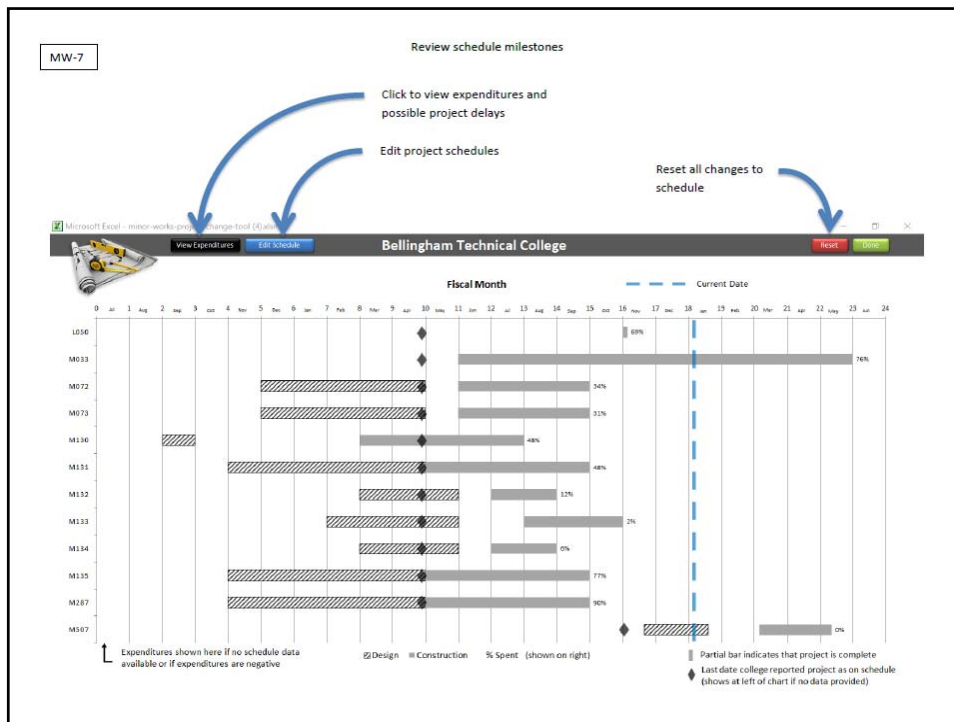 MW-7
Review schedule milestones
Click to view expenditures and
possible project delays
Edit project schedules
Reset all changes to
schedule
View Expenditures
Edit Schedule
Bellingham Technical College
Reset
Done
Fiscal Month
Current Date
0 Jul 1 Aug 2 Sep 3 Oct 4 Nov 5 Dec 6 Jan 7 Feb 8 Mar 9 Apr 10 May 11 Jun 12 Jul 13 Aug 14 Sep 15 Oct 16 Nov 17 Dec 18 Jan 19 Feb 20 Mar 21 Apr 22 May 23 Jun 24
L050 69%
M033 76%
M072 34%
M073 31%
M130 48%
M131 48%
M132 12%
M133 2%
M134 6%
M135 77%
M287 90%
M507 0%
Expenditures shown here if no schedule data
available or if expenditures are negative
Design Construction % Spent (shown on right)
Partial bar indicates that project is complete
Last date college reported project as on schedule
(shows at left of chart if no data provided)